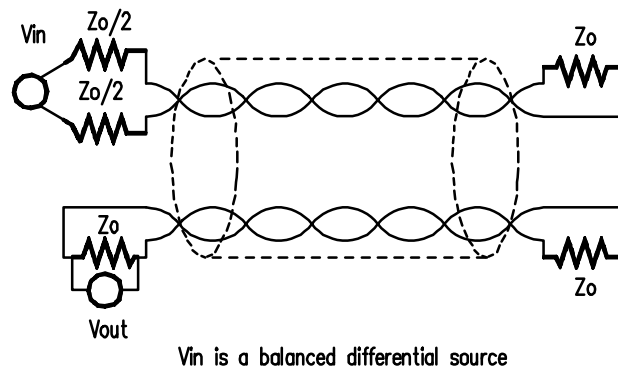 Vin
Zo/2
Zo/2
Zo
Zo
Vout
Zo
Vin is a balanced differential source